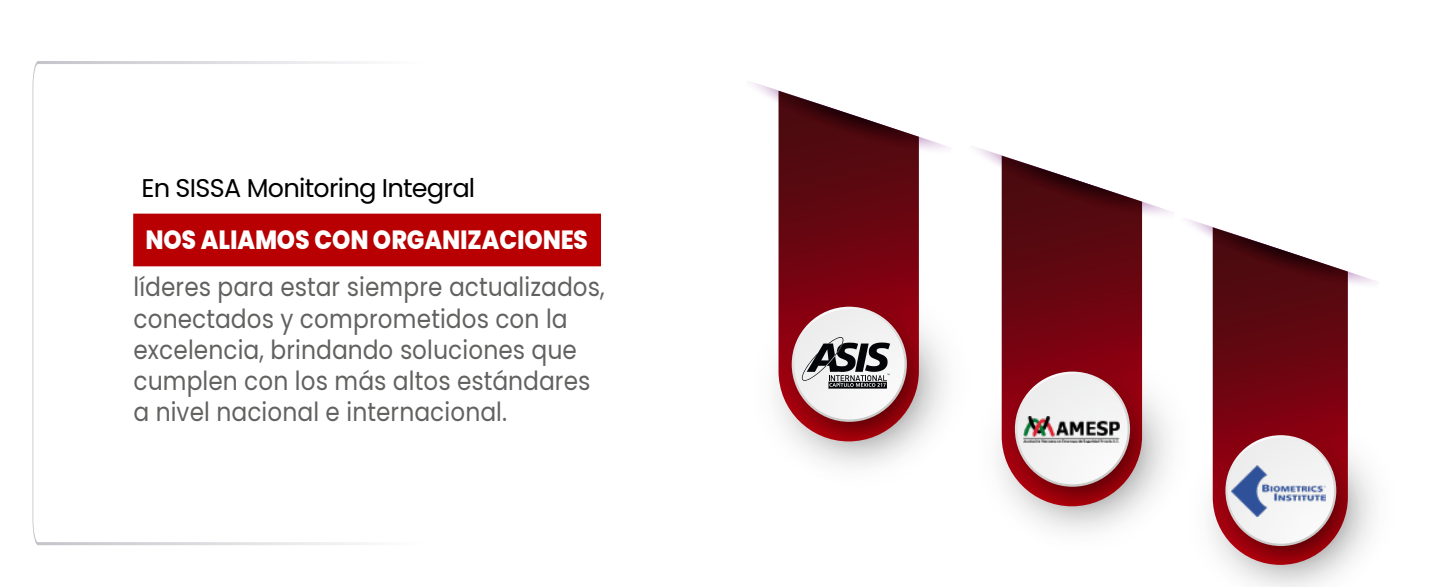 En SISSA Monitoring Integral
NOS ALIAMOS CON ORGANIZACIONES
líderes para estar siempre actualizados,
conectados y comprometidos con la
excelencia, brindando soluciones que
cumplen con los más altos estándares
a nivel nacional e internacional.
ASIS
INTERNATIONAL
CAPÍTULO MÉXICO 217
AMESP
BIOMETRICS
INSTITUTE